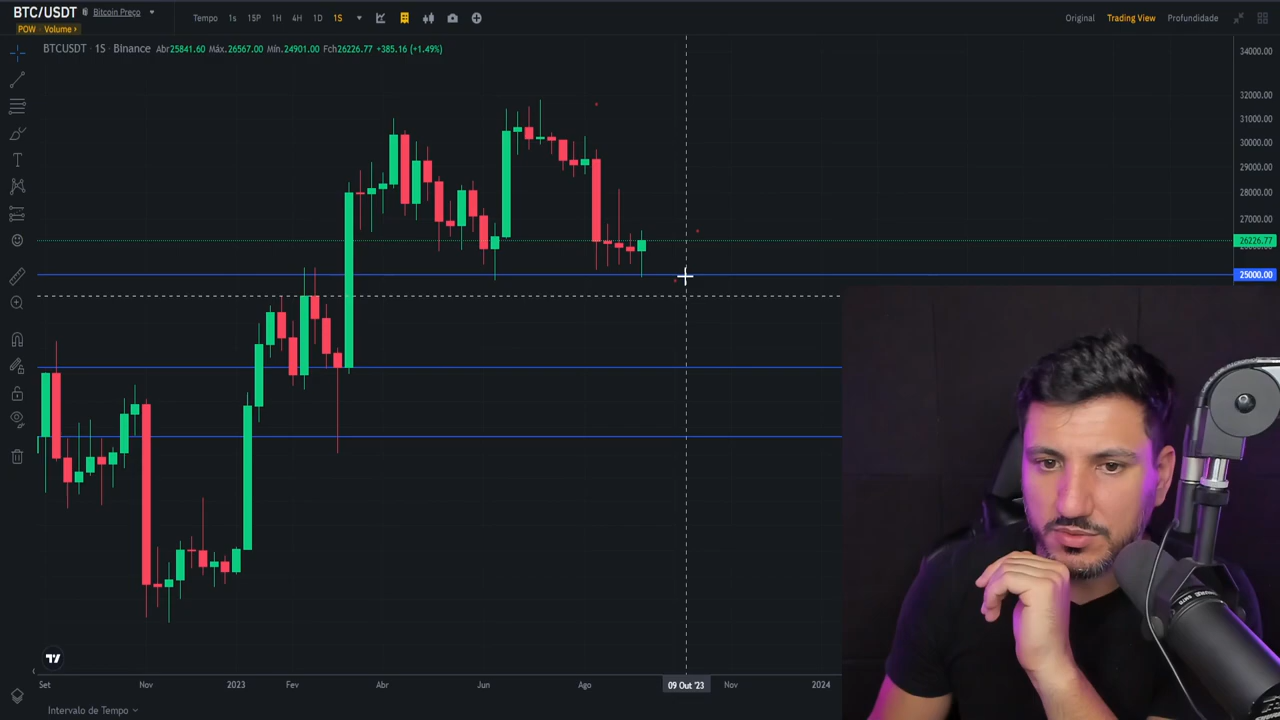 BTC/USDT Bitcoin Preço
POW Volume
Tempo 1s 15P 1H 4H 1D 1S
Original Trading View Profundidade
BTCUSDT · 1S · Binance Abr25841.60 Máx.26567.00 Mín.24901.00 Fch26226.77 +385.16 (+1.49%)
34000.00
32000.00
31000.00
30000.00
29000.00
28000.00
27000.00
26226.77
25000.00
Set Nov 2023 Fev Abr Jun Ago 09 Out '23 Nov 2024
Intervalo de Tempo